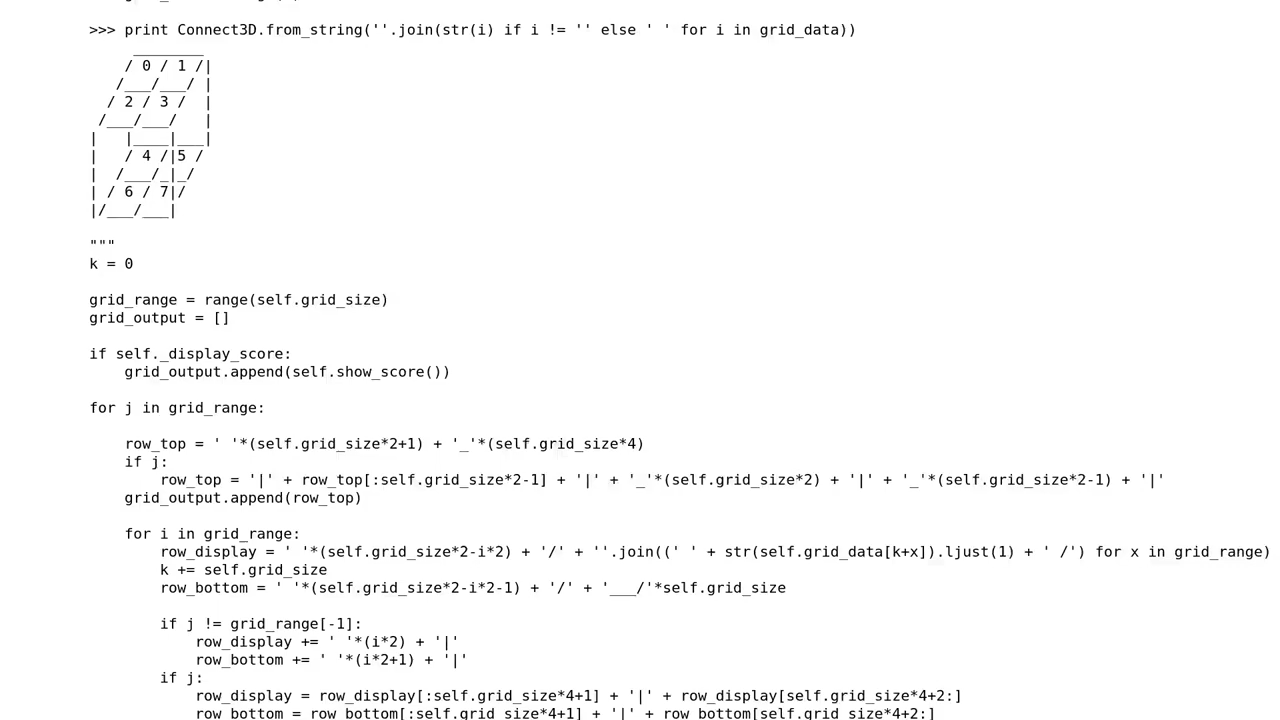 >>> print Connect3D.from_string(''.join(str(i) if i != '' else ' ' for i in grid_data))
     ________
    / 0 / 1 /|
   /___/___/ |
  / 2 / 3 /  |
 /___/___/   |
|   |____|___|
|   / 4 /|5 /
|  /___/_|_/
| / 6 / 7|/
|/___/___|

"""
k = 0

grid_range = range(self.grid_size)
grid_output = []

if self._display_score:
    grid_output.append(self.show_score())

for j in grid_range:

    row_top = ' '*(self.grid_size*2+1) + '_'*(self.grid_size*4)
    if j:
        row_top = '|' + row_top[:self.grid_size*2-1] + '|' + '_'*(self.grid_size*2) + '|' + '_'*(self.grid_size*2-1) + '|'
    grid_output.append(row_top)

    for i in grid_range:
        row_display = ' '*(self.grid_size*2-i*2) + '/' + ''.join((' ' + str(self.grid_data[k+x]).ljust(1) + ' /') for x in grid_range)
        k += self.grid_size
        row_bottom = ' '*(self.grid_size*2-i*2-1) + '/' + '___/'*self.grid_size

        if j != grid_range[-1]:
            row_display += ' '*(i*2) + '|'
            row_bottom += ' '*(i*2+1) + '|'
        if j:
            row_display = row_display[:self.grid_size*4+1] + '|' + row_display[self.grid_size*4+2:]
            row_bottom = row_bottom[:self.grid_size*4+1] + '|' + row_bottom[self.grid_size*4+2:]